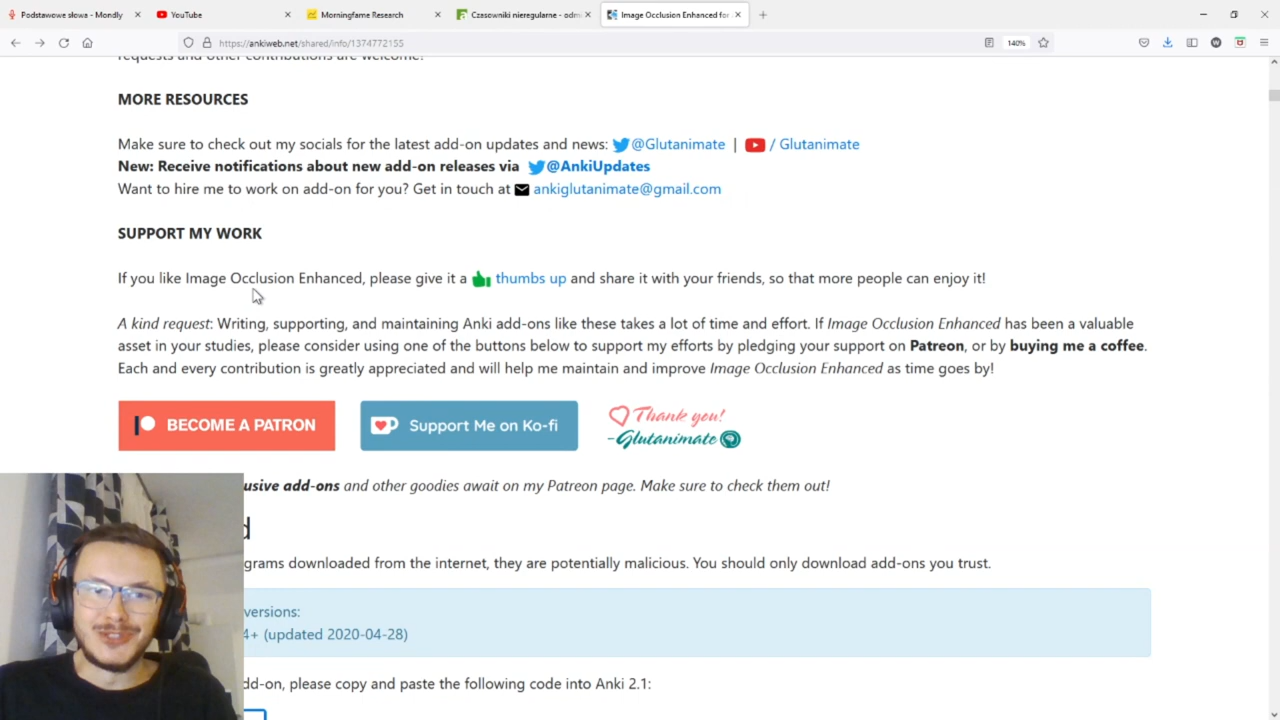 Podstawowe słowa - Mondly
YouTube
Morningfame Research
Czasowniki nieregularne - odm
Image Occlusion Enhanced for
https://ankiweb.net/shared/info/1374772155
140%
requests and other contributions are welcome!
MORE RESOURCES
Make sure to check out my socials for the latest add-on updates and news: @Glutanimate | / Glutanimate
New: Receive notifications about new add-on releases via @AnkiUpdates
Want to hire me to work on add-on for you? Get in touch at ankiglutanimate@gmail.com
SUPPORT MY WORK
If you like Image Occlusion Enhanced, please give it a thumbs up and share it with your friends, so that more people can enjoy it!
A kind request: Writing, supporting, and maintaining Anki add-ons like these takes a lot of time and effort. If Image Occlusion Enhanced has been a valuable
asset in your studies, please consider using one of the buttons below to support my efforts by pledging your support on Patreon, or by buying me a coffee.
Each and every contribution is greatly appreciated and will help me maintain and improve Image Occlusion Enhanced as time goes by!
BECOME A PATRON
Support Me on Ko-fi
Thank you!
-Glutanimate
usive add-ons and other goodies await on my Patreon page. Make sure to check them out!
d
grams downloaded from the internet, they are potentially malicious. You should only download add-ons you trust.
versions:
4+ (updated 2020-04-28)
dd-on, please copy and paste the following code into Anki 2.1: